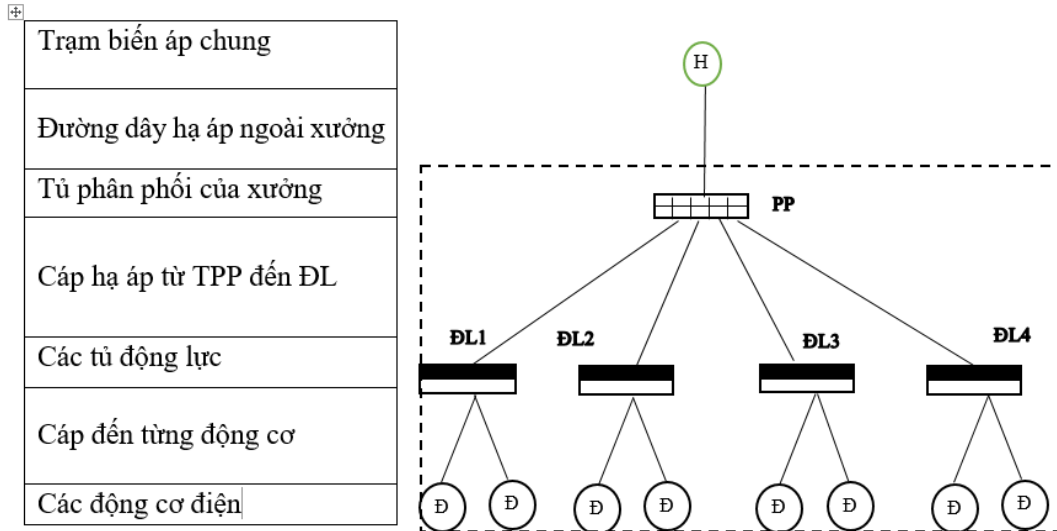 Trạm biến áp chung
Đường dây hạ áp ngoài xưởng
Tủ phân phối của xưởng
Cáp hạ áp từ TPP đến ĐL
Các tủ động lực
Cáp đến từng động cơ
Các động cơ điện
H
PP
ĐL1
ĐL2
ĐL3
ĐL4
Đ
Đ
Đ
Đ
Đ
Đ
Đ
Đ